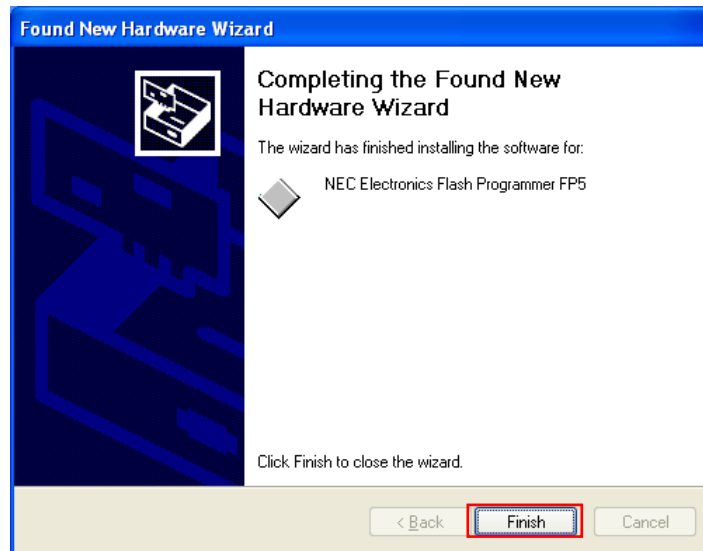 Found New Hardware Wizard
Completing the Found New
Hardware Wizard
The wizard has finished installing the software for:
NEC Electronics Flash Programmer FP5
Click Finish to close the wizard.
< Back
Finish
Cancel